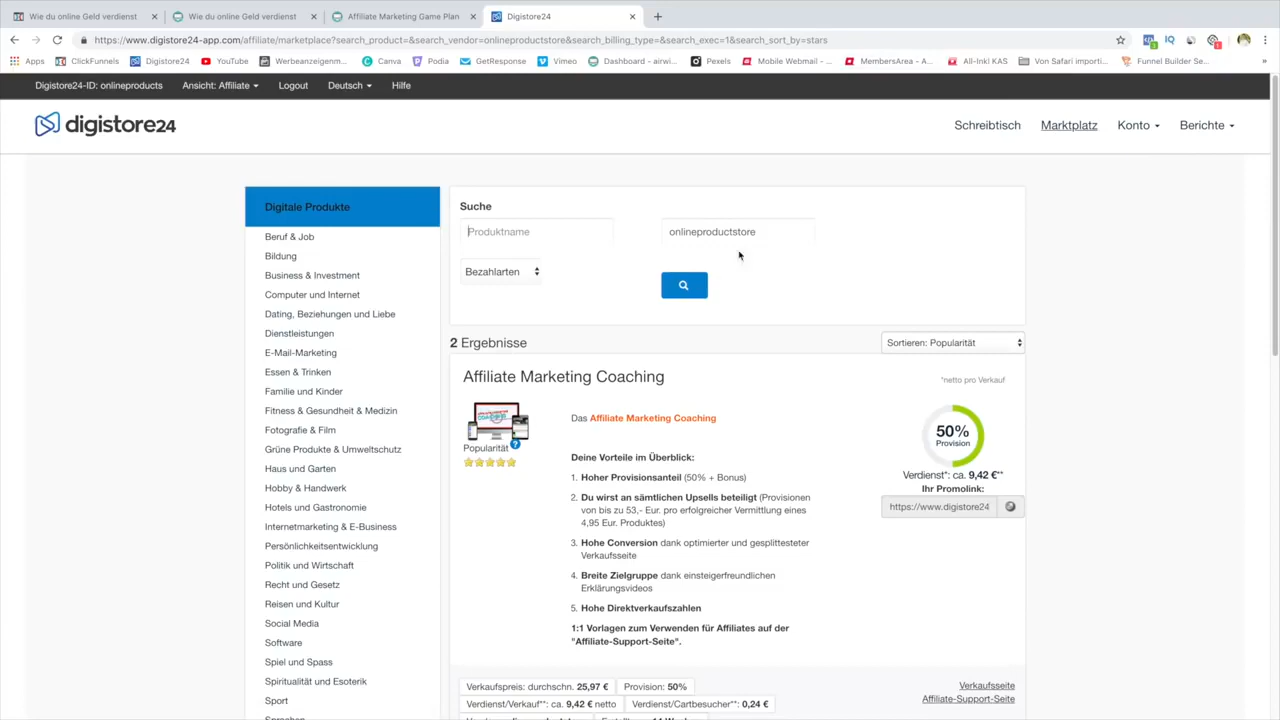 Wie du online Geld verdienst
Wie du online Geld verdienst
Affiliate Marketing Game Plan
Digistore24
https://www.digistore24-app.com/affiliate/marketplace?search_product=&search_vendor=onlineproductstore&search_billing_type=&search_exec=1&search_sort_by=stars
Apps
ClickFunnels
Digistore24
YouTube
Werbeanzeigenm...
Canva
Podia
GetResponse
Vimeo
Dashboard - airwi...
Pexels
Mobile Webmail - ...
MembersArea - A...
All-Inkl KAS
Von Safari importi...
Funnel Builder Se...
»
Digistore24-ID: onlineproducts
Ansicht: Affiliate
Logout
Deutsch
Hilfe
digistore24
Schreibtisch
Marktplatz
Konto
Berichte
Digitale Produkte
Beruf & Job
Bildung
Business & Investment
Computer und Internet
Dating, Beziehungen und Liebe
Dienstleistungen
E-Mail-Marketing
Essen & Trinken
Familie und Kinder
Fitness & Gesundheit & Medizin
Fotografie & Film
Grüne Produkte & Umweltschutz
Haus und Garten
Hobby & Handwerk
Hotels und Gastronomie
Internetmarketing & E-Business
Persönlichkeitsentwicklung
Politik und Wirtschaft
Recht und Gesetz
Reisen und Kultur
Social Media
Software
Spiel und Spass
Spiritualität und Esoterik
Sport
Sprachen
Suche
Produktname
onlineproductstore
Bezahlarten
2 Ergebnisse
Sortieren: Popularität
Affiliate Marketing Coaching
*netto pro Verkauf
Popularität
?
Das Affiliate Marketing Coaching
Deine Vorteile im Überblick:
1. Hoher Provisionsanteil (50% + Bonus)
2. Du wirst an sämtlichen Upsells beteiligt (Provisionen
von bis zu 53,- Eur. pro erfolgreicher Vermittlung eines
4,95 Eur. Produktes)
3. Hohe Conversion dank optimierter und gesplittesteter
Verkaufsseite
4. Breite Zielgruppe dank einsteigerfreundlichen
Erklärungsvideos
5. Hohe Direktverkaufszahlen
1:1 Vorlagen zum Verwenden für Affiliates auf der
"Affiliate-Support-Seite".
50%
Provision
Verdienst*: ca. 9,42 €**
Ihr Promolink:
https://www.digistore24
Verkaufspreis: durchschn. 25,97 €
Provision: 50%
Verdienst/Verkauf**: ca. 9,42 € netto
Verdienst/Cartbesucher**: 0,24 €
Verkaufsseite
Affiliate-Support-Seite